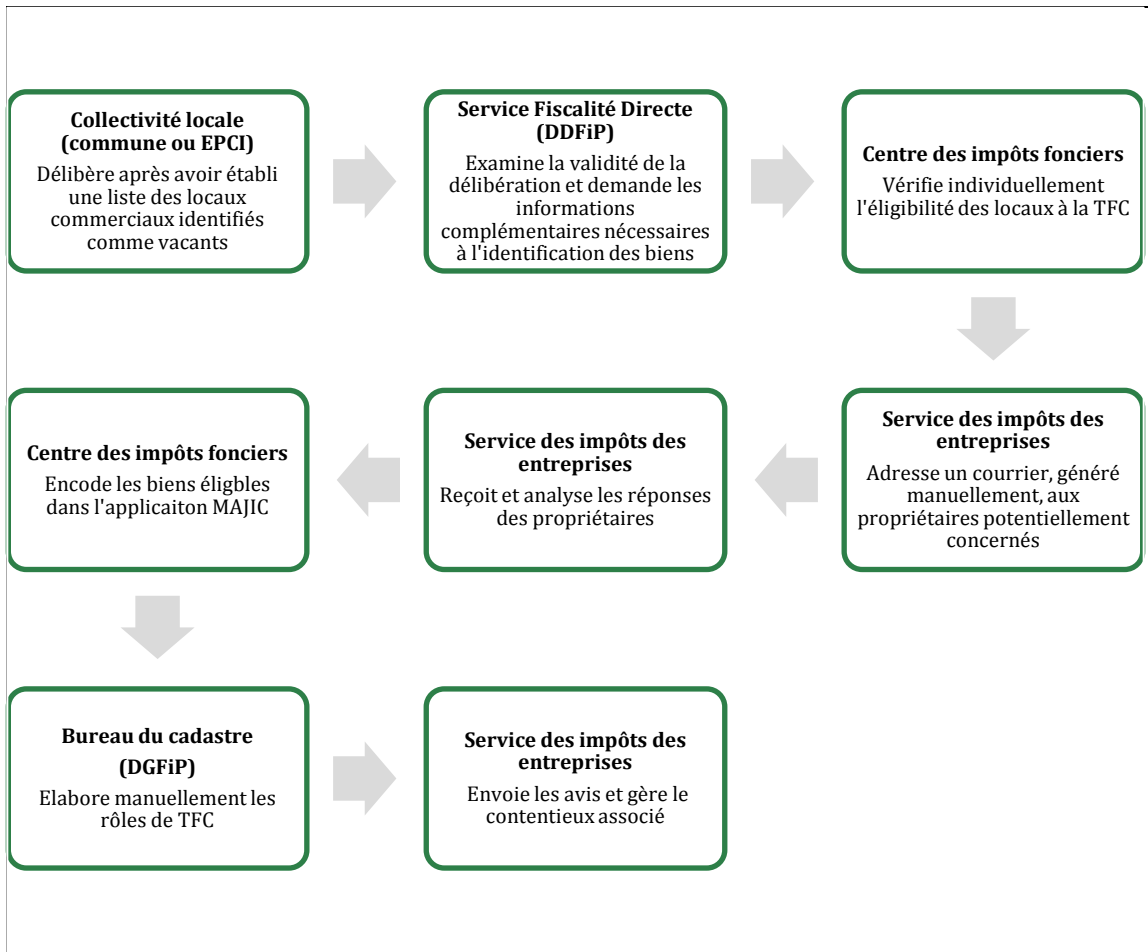 Collectivité locale
(commune ou EPCI)
Délibère après avoir établi
une liste des locaux
commerciaux identifiés
comme vacants
Service Fiscalité Directe
(DDFiP)
Examine la validité de la
délibération et demande les
informations
complémentaires nécessaires
à l'identification des biens
Centre des impôts fonciers
Vérifie individuellement
l'éligibilité des locaux à la TFC
Service des impôts des
entreprises
Adresse un courrier, généré
manuellement, aux
propriétaires potentiellement
concernés
Service des impôts des
entreprises
Reçoit et analyse les réponses
des propriétaires
Centre des impôts fonciers
Encode les biens éligbles
dans l'applicaiton MAJIC
Bureau du cadastre
(DGFiP)
Elabore manuellement les
rôles de TFC
Service des impôts des
entreprises
Envoie les avis et gère le
contentieux associé